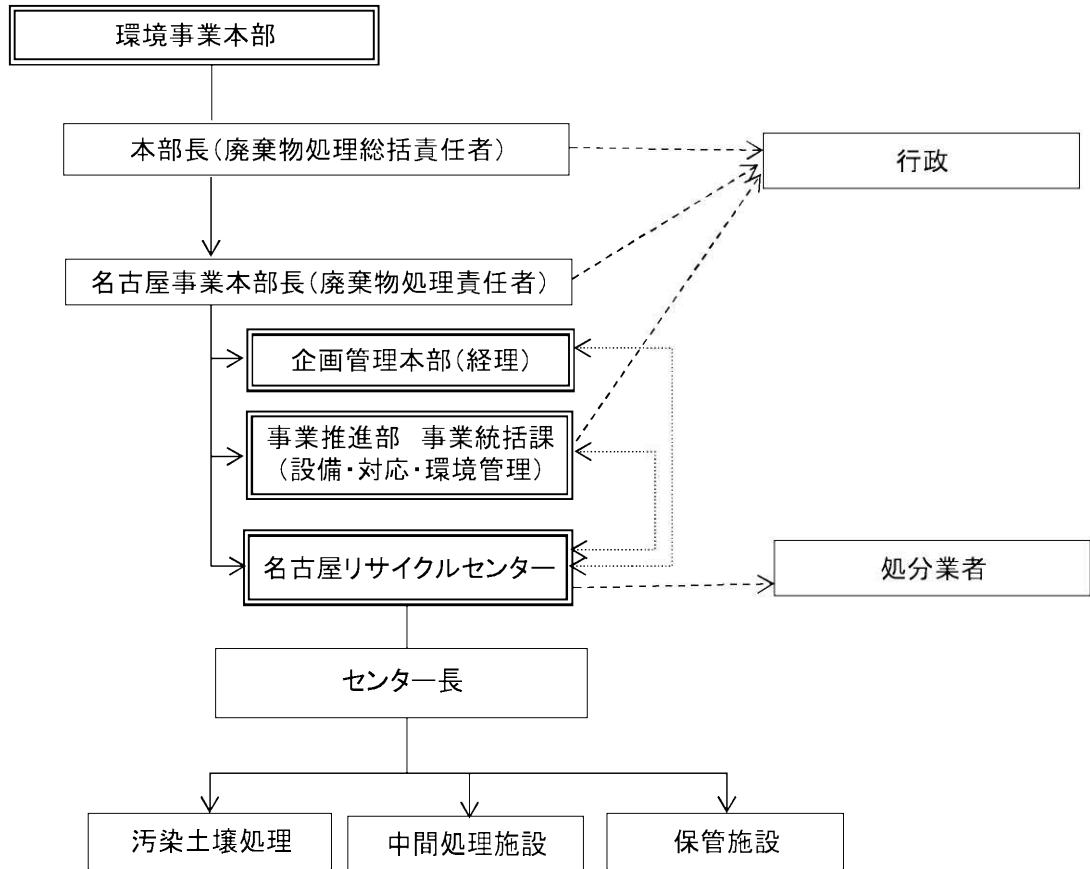 環境事業本部
本部長(廃棄物処理総括責任者)
行政
名古屋事業本部長(廃棄物処理責任者)
企画管理本部(経理)
事業推進部 事業統括課
(設備・対応・環境管理)
名古屋リサイクルセンター
処分業者
センター長
汚染土壌処理
中間処理施設
保管施設